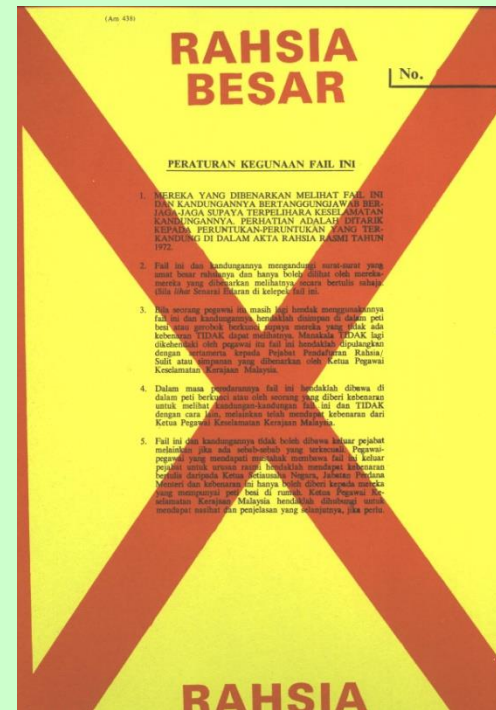 (Am 438)
RAHSIA
BESAR
No.
PERATURAN KEGUNAAN FAIL INI
1. MEREKA YANG DIBENARKAN MELIHAT FAIL INI
DAN KANDUNGANNYA BERTANGGUNGJAWAB BER-
JAGA-JAGA SUPAYA TERPELIHARA KESELAMATAN
KANDUNGANNYA. PERHATIAN ADALAH DITARIK
KEPADA PERUNTUKAN-PERUNTUKAN YANG TER-
KANDUNG DI DALAM AKTA RAHSIA RASMI TAHUN
1972.
2. Fail ini dan kandungannya mengandungi surat-surat yang
amat besar rahsianya dan hanya boleh dilihat oleh mereka-
mereka yang dibenarkan melihatnya secara bertulis sahaja.
(Sila lihat Senarai Edaran di kelepek fail ini.
3. Bila seorang pegawai itu masih lagi hendak menggunakannya
fail ini dan kandungannya hendaklah disimpan di dalam peti
besi atau gerobok berkunci supaya mereka yang tidak ada
kebenaran TIDAK dapat melihatnya. Manakala TIDAK lagi
dikehendaki oleh pegawai itu fail ini hendaklah dipulangkan
dengan sertamerta kepada Pejabat Pendaftaran Rahsia/
Sulit atau simpanan yang dibenarkan oleh Ketua Pegawai
Keselamatan Kerajaan Malaysia.
4. Dalam masa pendarannya fail ini hendaklah dibawa di
dalam peti berkunci atau oleh seorang yang diberi kebenaran
untuk melihat kandungan-kandungan fail ini dan TIDAK
dengan cara lain, melainkan telah mendapat kebenaran dari
Ketua Pegawai Keselamatan Kerajaan Malaysia.
5. Fail ini dan kandungannya tidak boleh dibawa keluar pejabat
melainkan jika ada sebab-sebab yang terkecuali. Pegawai-
pegawai yang mendapati mustahak membawa fail ini keluar
pejabat untuk urusan rasmi hendaklah mendapat kebenaran
bertulis daripada Ketua Setiausaha Negara, Jabatan Perdana
Menteri dan kebenaran ini hanya boleh diberi kepada mereka
yang mempunyai peti besi di rumah. Ketua Pegawai Ke-
selamatan Kerajaan Malaysia hendaklah dihubungi untuk
mendapat nasihat dan penjelasan yang selanjutnya, jika perlu.
RAHSIA